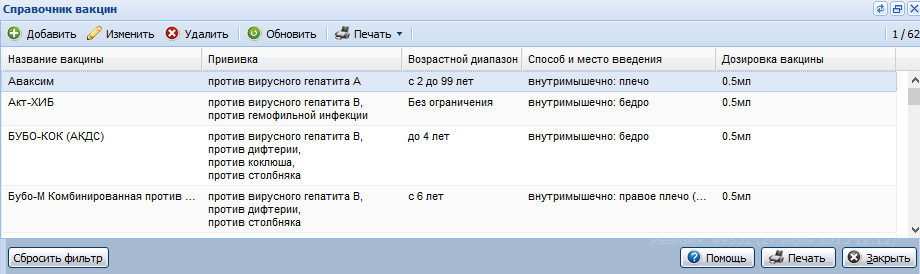 Справочник вакцин
Добавить Изменить Удалить Обновить Печать 1 / 62
Название вакцины Прививка Возрастной диапазон Способ и место введения Дозировка вакцины
Аваксим против вирусного гепатита A с 2 до 99 лет внутримышечно: плечо 0.5мл
Акт-ХИБ против вирусного гепатита B, Без ограничения внутримышечно: бедро 0.5мл
против гемофильной инфекции
БУБО-КОК (АКДС) против вирусного гепатита B, до 4 лет внутримышечно: бедро 0.5мл
против дифтерии,
против коклюша,
против столбняка
Бубо-М Комбинированная против ... против вирусного гепатита B, с 6 лет внутримышечно: правое плечо (... 0.5мл
против дифтерии,
против столбняка
Сбросить фильтр Помощь Печать Закрыть